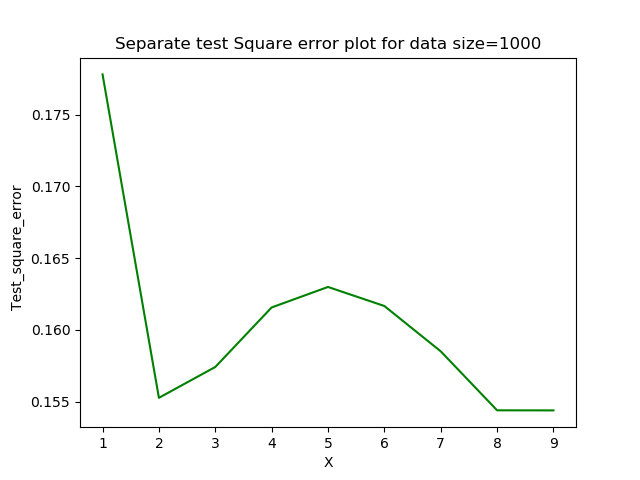 Separate test Square error plot for data size=1000
0.175
0.170
0.165
0.160
0.155
Test_square_error
1 2 3 4 5 6 7 8 9
X